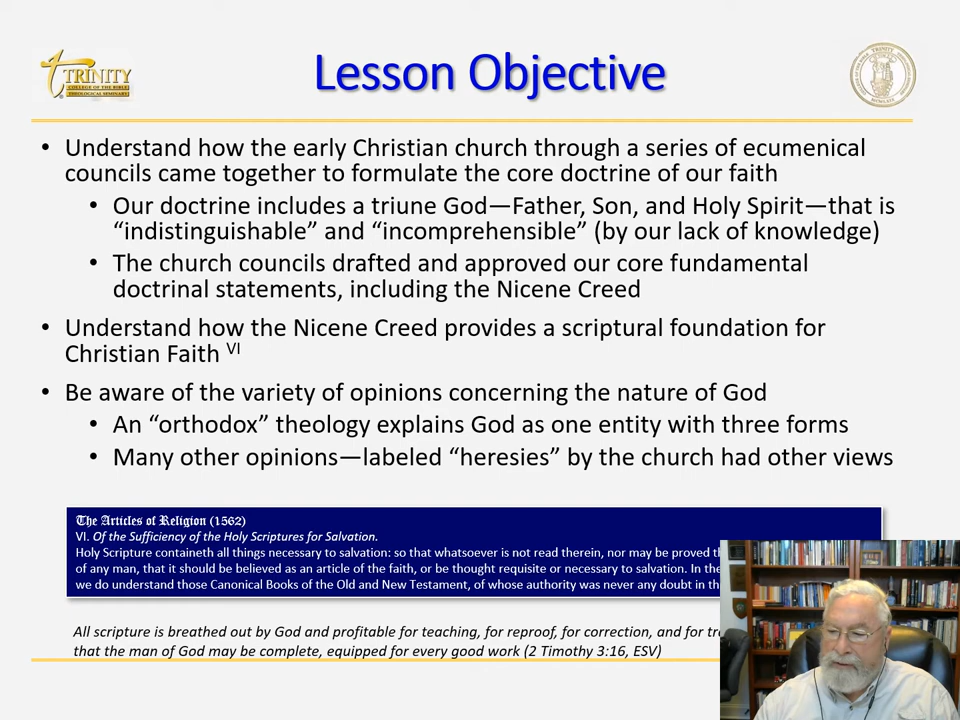 Lesson Objective
TRINITY
COLLEGE OF THE BIBLE
THEOLOGICAL SEMINARY
TRINITY
• Understand how the early Christian church through a series of ecumenical
councils came together to formulate the core doctrine of our faith
• Our doctrine includes a triune God—Father, Son, and Holy Spirit—that is
“indistinguishable” and “incomprehensible” (by our lack of knowledge)
• The church councils drafted and approved our core fundamental
doctrinal statements, including the Nicene Creed
• Understand how the Nicene Creed provides a scriptural foundation for
Christian Faith VI
• Be aware of the variety of opinions concerning the nature of God
• An “orthodox” theology explains God as one entity with three forms
• Many other opinions—labeled “heresies” by the church had other views
The Articles of Religion (1562)
VI. Of the Sufficiency of the Holy Scriptures for Salvation.
Holy Scripture containeth all things necessary to salvation: so that whatsoever is not read therein, nor may be proved
of any man, that it should be believed as an article of the faith, or be thought requisite or necessary to salvation. In the
we do understand those Canonical Books of the Old and New Testament, of whose authority was never any doubt in
All scripture is breathed out by God and profitable for teaching, for reproof, for correction, and for
that the man of God may be complete, equipped for every good work (2 Timothy 3:16, ESV)